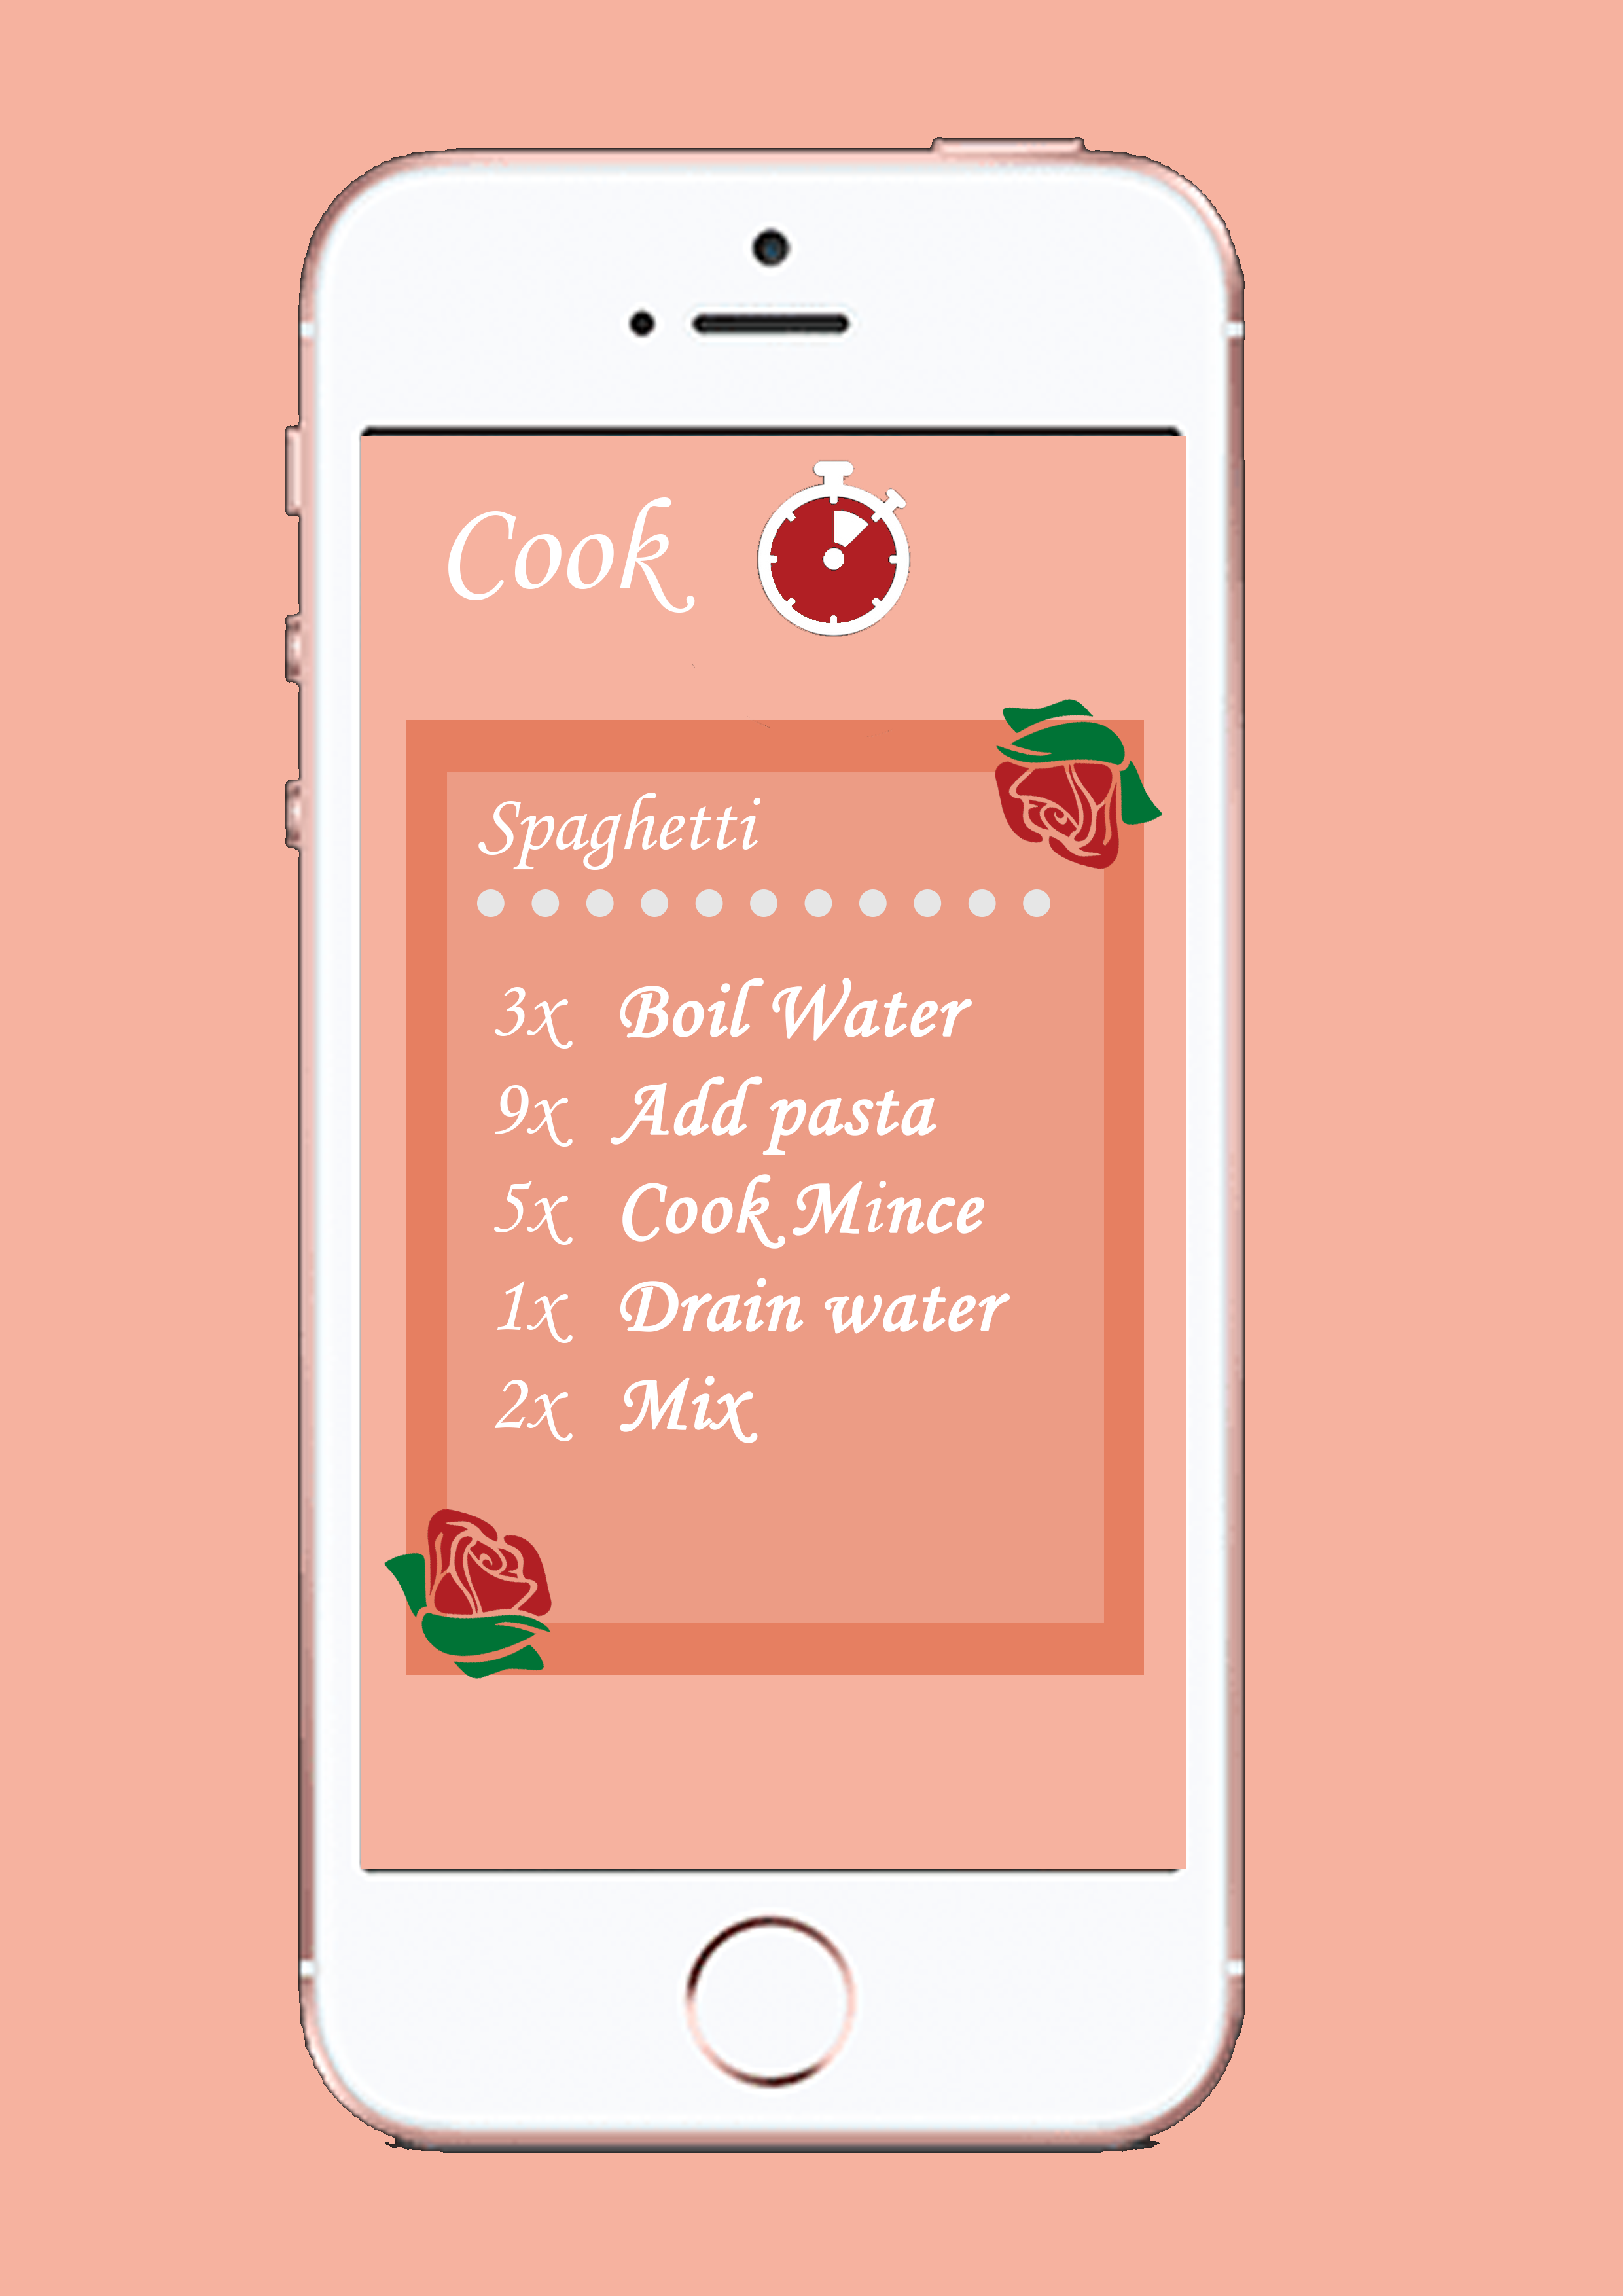 Cook
Spaghetti
3x Boil Water
9x Add pasta
5x Cook Mince
1x Drain water
2x Mix